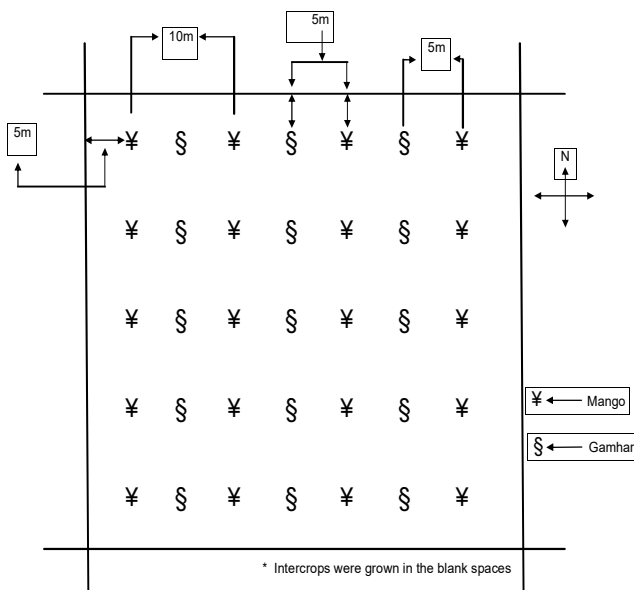 5m
10m
5m
5m
¥ § ¥ § ¥ § ¥
N
¥ § ¥ § ¥ § ¥
¥ § ¥ § ¥ § ¥
¥ ← Mango
¥ § ¥ § ¥ § ¥
§ ← Gamhar
¥ § ¥ § ¥ § ¥
* Intercrops were grown in the blank spaces